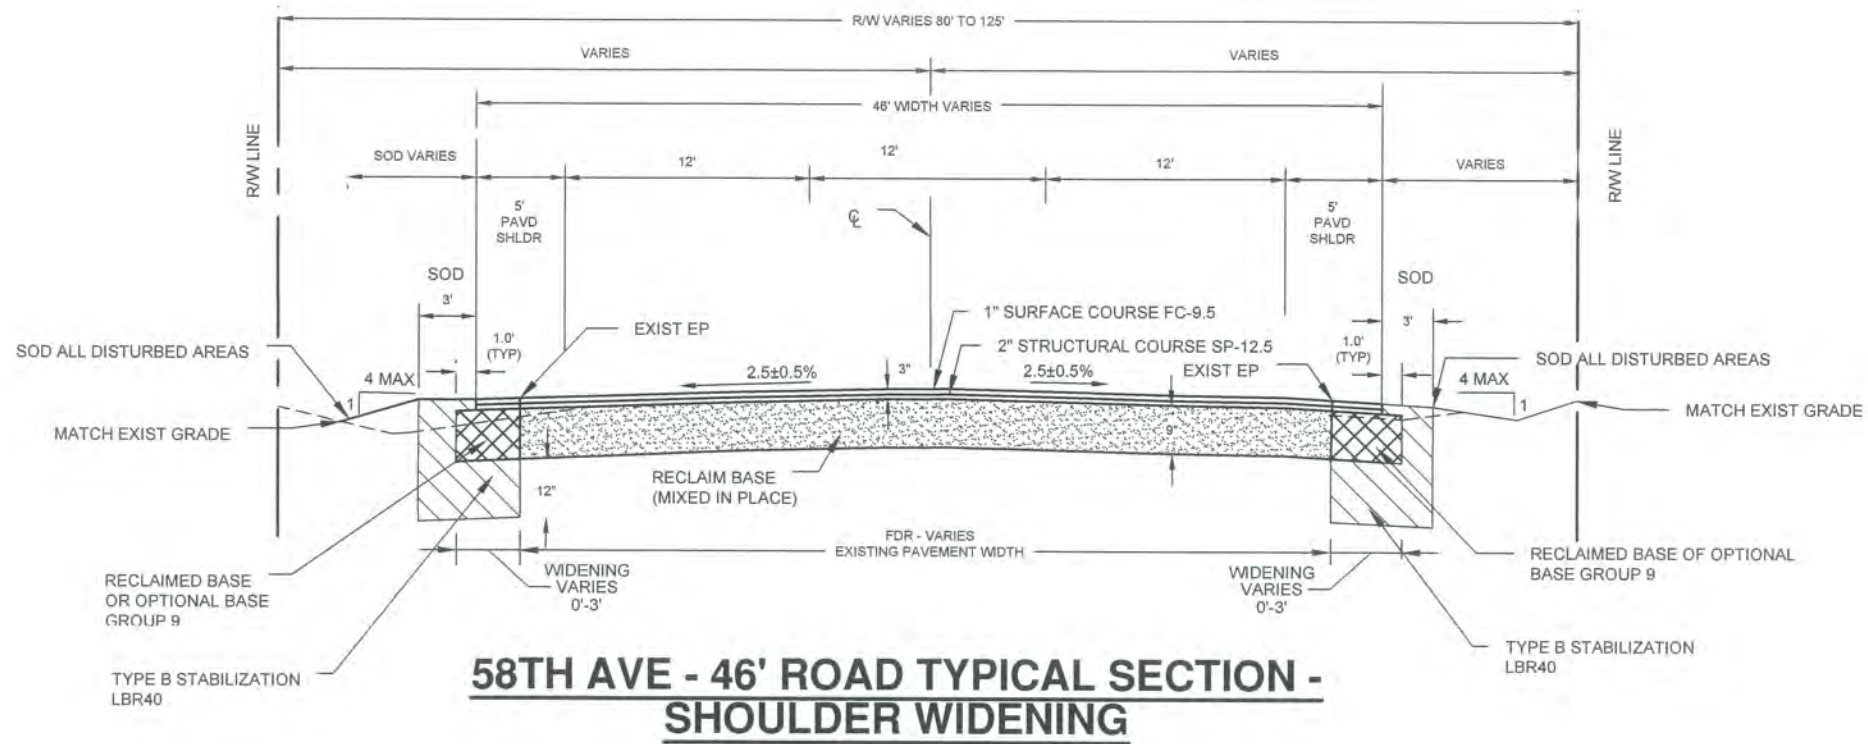 R/W VARIES 80' TO 125'
VARIES
VARIES
46' WIDTH VARIES
R/W LINE
SOD VARIES
12'
12'
12'
VARIES
R/W LINE
5'
PAVD
SHLDR
℄
5'
PAVD
SHLDR
SOD
3'
SOD
3'
1.0'
(TYP)
EXIST EP
1" SURFACE COURSE FC-9.5
2" STRUCTURAL COURSE SP-12.5
1.0'
(TYP)
EXIST EP
SOD ALL DISTURBED AREAS
SOD ALL DISTURBED AREAS
4 MAX
1
2.5±0.5%
3"
2.5±0.5%
4 MAX
1
MATCH EXIST GRADE
MATCH EXIST GRADE
9"
RECLAIM BASE
(MIXED IN PLACE)
12"
FDR - VARIES
EXISTING PAVEMENT WIDTH
WIDENING
VARIES
0'-3'
WIDENING
VARIES
0'-3'
RECLAIMED BASE
OR OPTIONAL BASE
GROUP 9
RECLAIMED BASE OF OPTIONAL
BASE GROUP 9
TYPE B STABILIZATION
LBR40
TYPE B STABILIZATION
LBR40
58TH AVE - 46' ROAD TYPICAL SECTION -
SHOULDER WIDENING